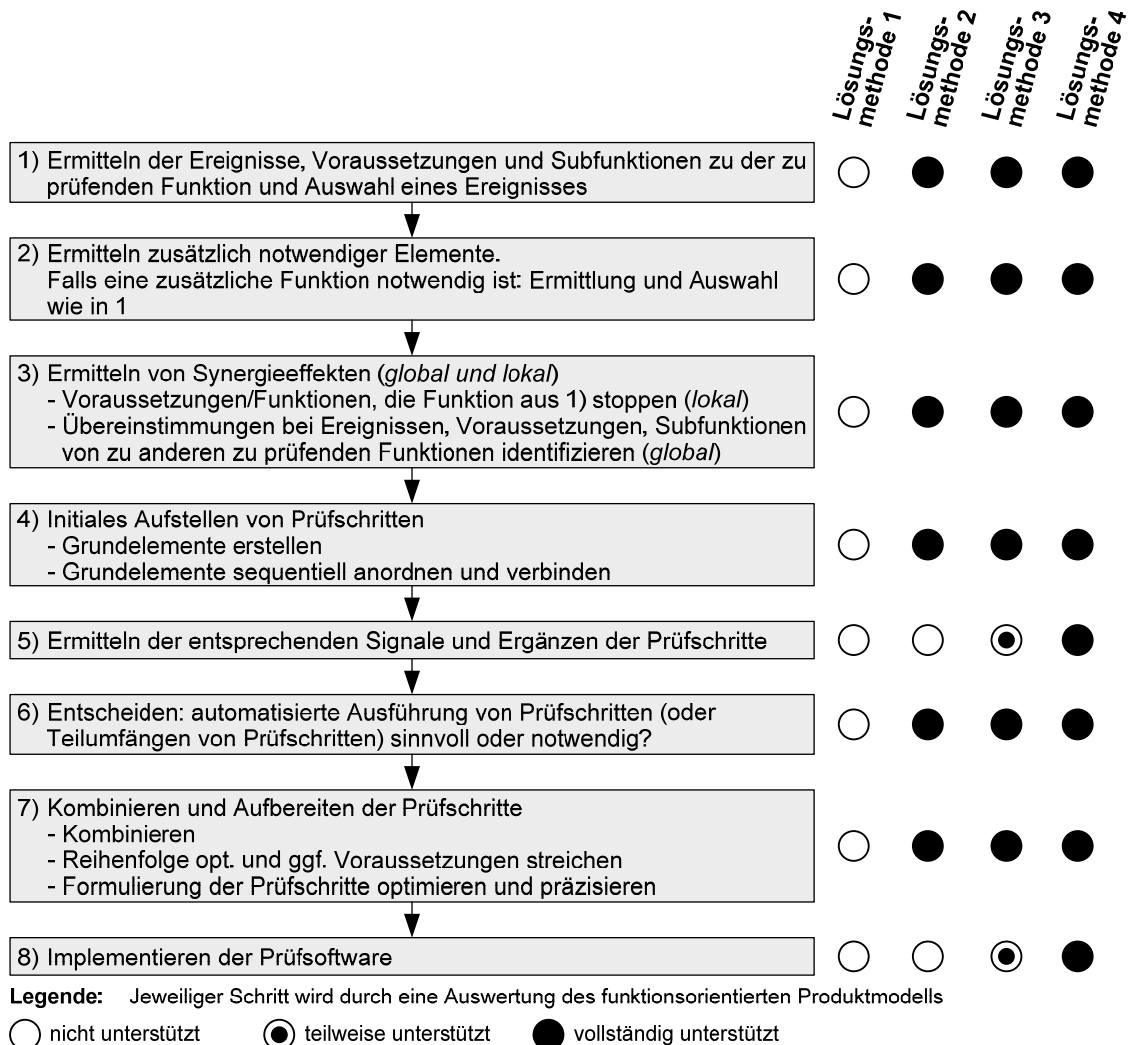 Lösungs-
methode 1
Lösungs-
methode 2
Lösungs-
methode 3
Lösungs-
methode 4
1) Ermitteln der Ereignisse, Voraussetzungen und Subfunktionen zu der zu
prüfenden Funktion und Auswahl eines Ereignisses
2) Ermitteln zusätzlich notwendiger Elemente.
Falls eine zusätzliche Funktion notwendig ist: Ermittlung und Auswahl
wie in 1
3) Ermitteln von Synergieeffekten (global und lokal)
- Voraussetzungen/Funktionen, die Funktion aus 1) stoppen (lokal)
- Übereinstimmungen bei Ereignissen, Voraussetzungen, Subfunktionen
von zu anderen zu prüfenden Funktionen identifizieren (global)
4) Initiales Aufstellen von Prüfschritten
- Grundelemente erstellen
- Grundelemente sequentiell anordnen und verbinden
5) Ermitteln der entsprechenden Signale und Ergänzen der Prüfschritte
6) Entscheiden: automatisierte Ausführung von Prüfschritten (oder
Teilumfängen von Prüfschritten) sinnvoll oder notwendig?
7) Kombinieren und Aufbereiten der Prüfschritte
- Kombinieren
- Reihenfolge opt. und ggf. Voraussetzungen streichen
- Formulierung der Prüfschritte optimieren und präzisieren
8) Implementieren der Prüfsoftware
Legende: Jeweiliger Schritt wird durch eine Auswertung des funktionsorientierten Produktmodells
nicht unterstützt teilweise unterstützt vollständig unterstützt